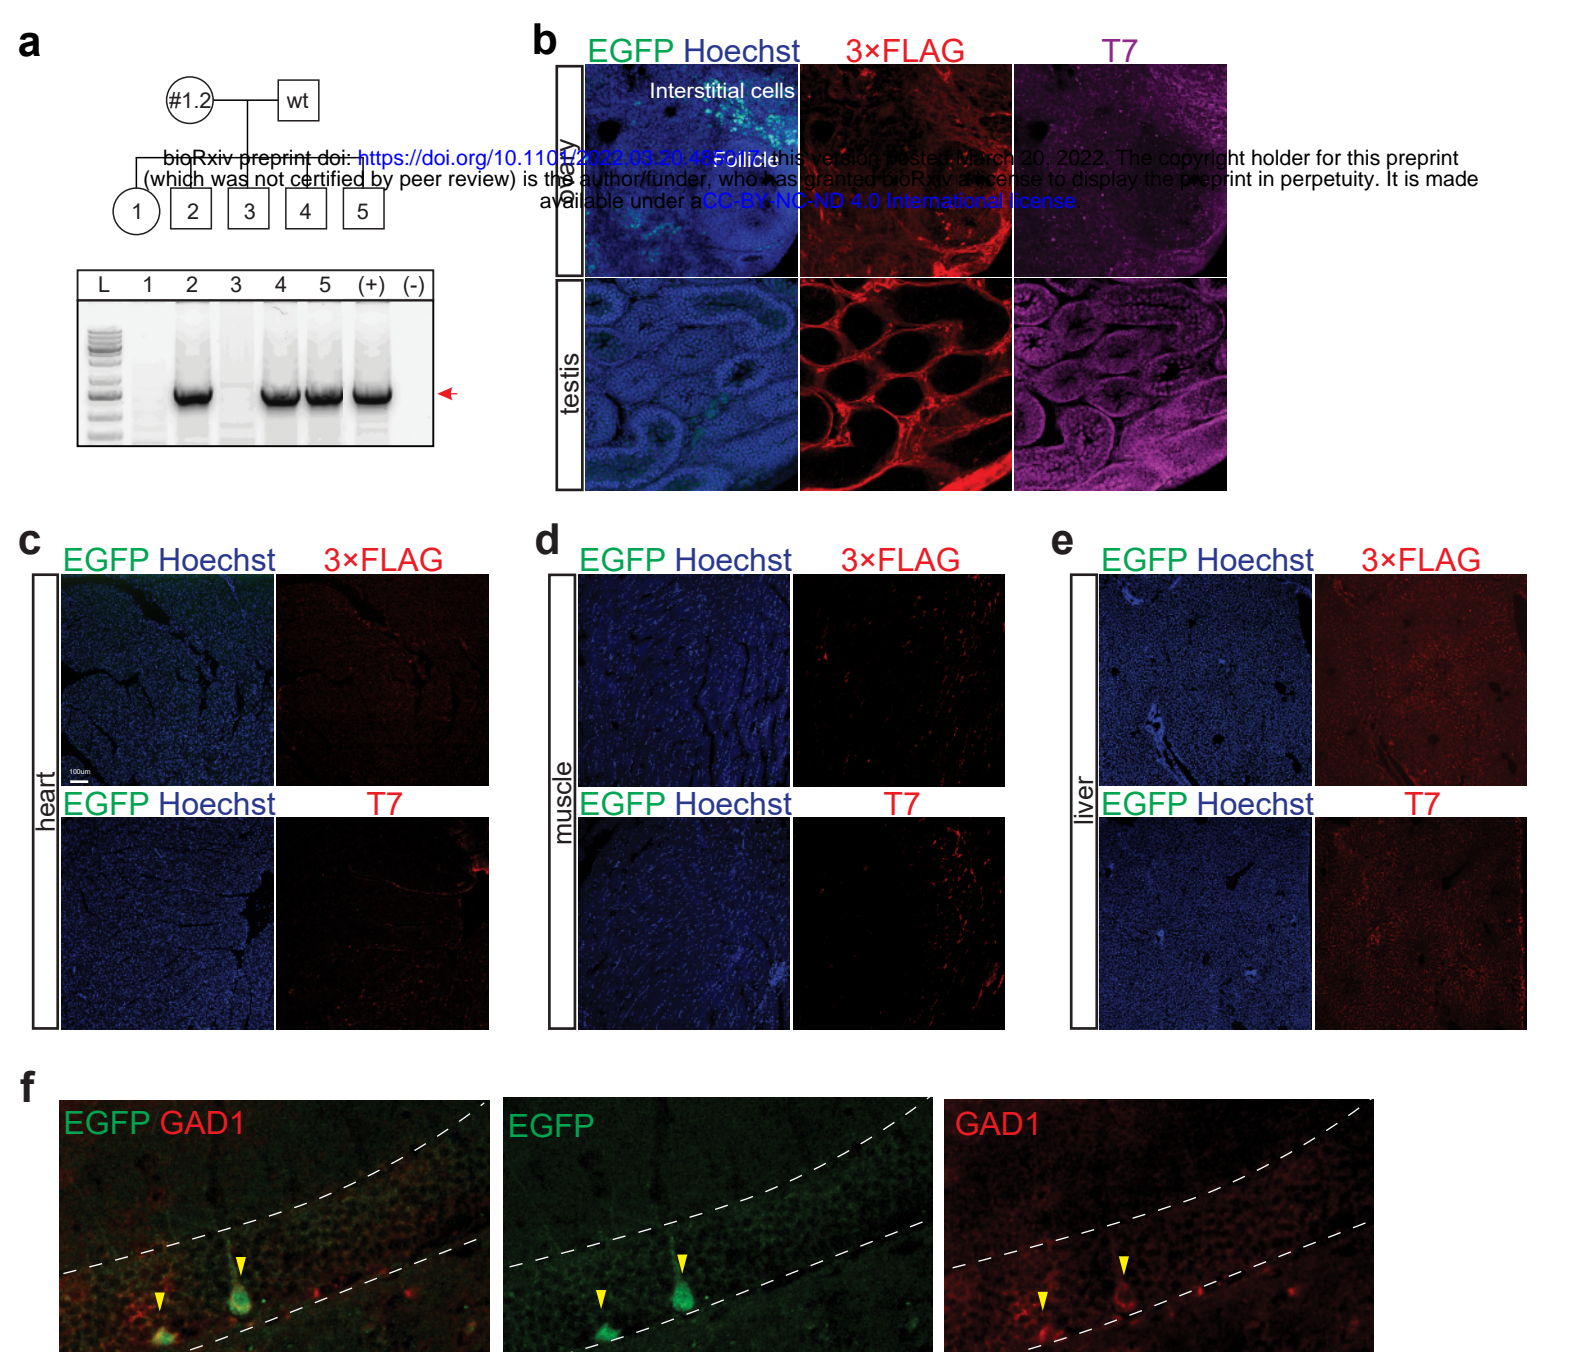 a
#1.2 wt
1 2 3 4 5
L 1 2 3 4 5 (+) (-)
b
EGFP Hoechst 3×FLAG T7
ovary
Interstitial cells
Follicle
testis
bioRxiv preprint doi: https://doi.org/10.1101/2022.03.20.485017; this version posted March 20, 2022. The copyright holder for this preprint
(which was not certified by peer review) is the author/funder, who has granted bioRxiv a license to display the preprint in perpetuity. It is made
available under aCC-BY-NC-ND 4.0 International license.
c
EGFP Hoechst 3×FLAG
heart
100um
EGFP Hoechst T7
d
EGFP Hoechst 3×FLAG
muscle
EGFP Hoechst T7
e
EGFP Hoechst 3×FLAG
liver
EGFP Hoechst T7
f
EGFP GAD1
EGFP
GAD1